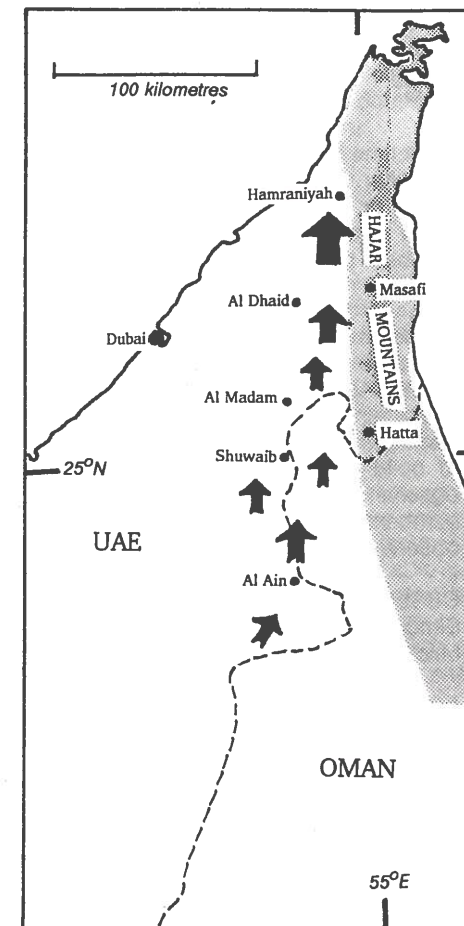 100 kilometres
Hamraniyah
HAJAR
Masafi
Al Dhaid
MOUNTAINS
Dubai
Al Madam
Hatta
Shuwaib
25°N
UAE
Al Ain
OMAN
55°E